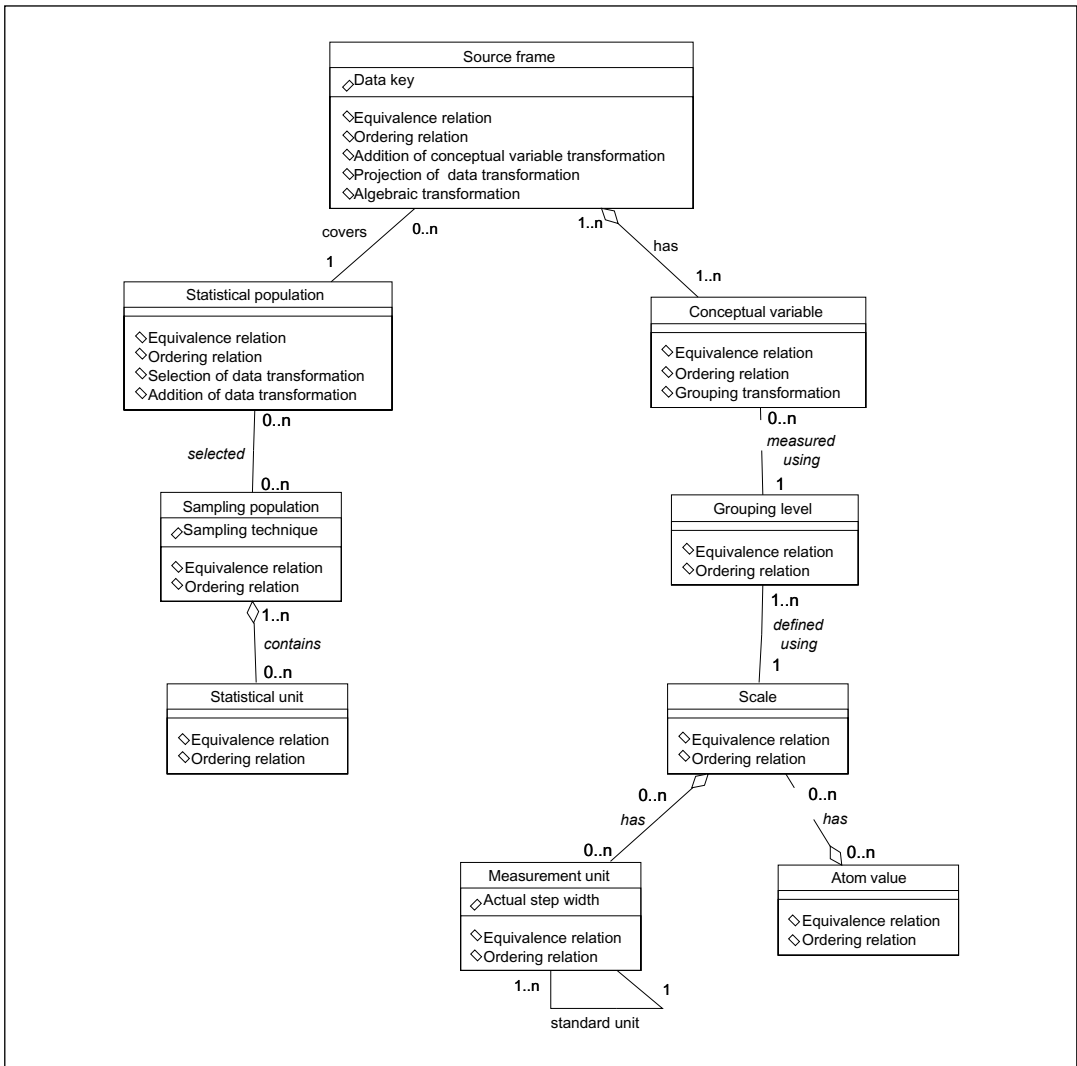 Source frame
Data key
Equivalence relation
Ordering relation
Addition of conceptual variable transformation
Projection of data transformation
Algebraic transformation
covers
0..n
1
1..n
has
1..n
Statistical population
Equivalence relation
Ordering relation
Selection of data transformation
Addition of data transformation
0..n
selected
0..n
Sampling population
Sampling technique
Equivalence relation
Ordering relation
1..n
contains
0..n
Statistical unit
Equivalence relation
Ordering relation
Conceptual variable
Equivalence relation
Ordering relation
Grouping transformation
0..n
measured
using
1
Grouping level
Equivalence relation
Ordering relation
1..n
defined
using
1
Scale
Equivalence relation
Ordering relation
0..n
has
0..n
Measurement unit
Actual step width
Equivalence relation
Ordering relation
1..n
1
standard unit
0..n
has
0..n
Atom value
Equivalence relation
Ordering relation